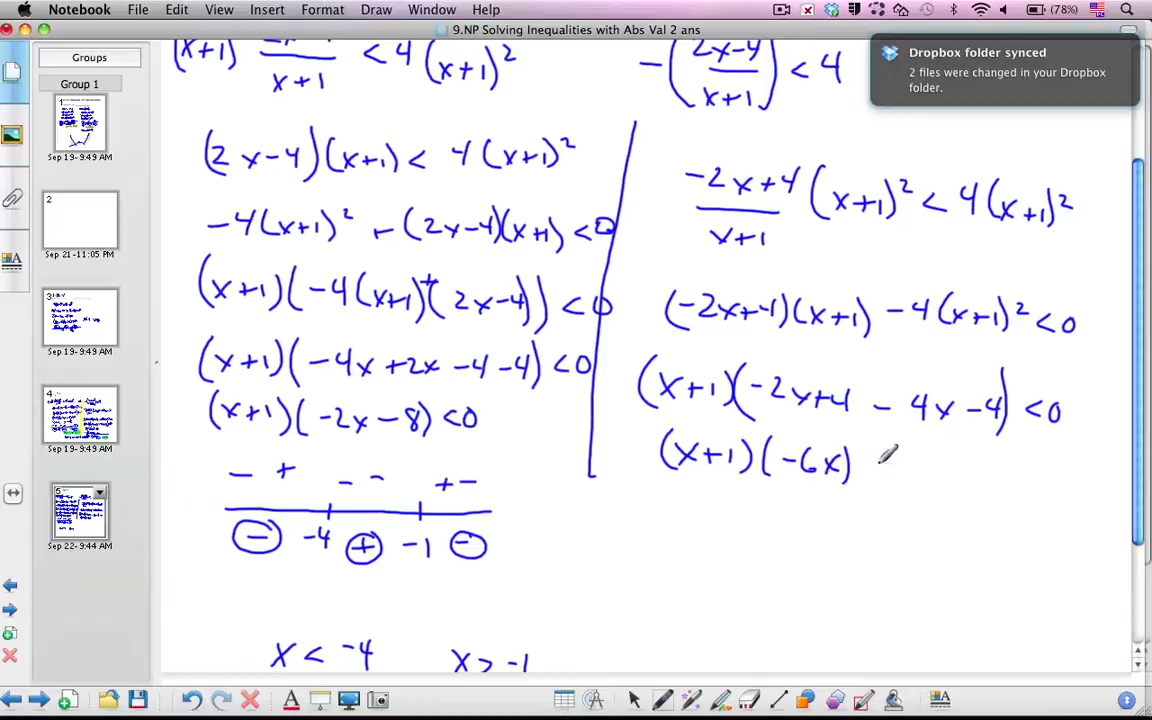 Notebook File Edit View Insert Format Draw Window Help (78%)
9.NP Solving Inequalities with Abs Val 2 ans
Groups
Group 1
Sep 19-9:49 AM
2
Sep 21-11:05 PM
3
Sep 19-9:49 AM
4
Sep 19-9:49 AM
5
Sep 22-9:44 AM
Dropbox folder synced
2 files were changed in your Dropbox
folder.
(x+1) / x+1 < 4 (x+1)²
(2x-4)(x+1) < 4(x+1)²
-4(x+1)² + (2x-4)(x+1) < 0
(x+1)(-4(x+1)+(2x-4)) < 0
(x+1)(-4x+2x-4-4) < 0
(x+1)(-2x-8) < 0
- + - - + -
- -4 + -1 -
x < -4 x > -1
-(2x-4 / x+1) < 4
-2x+4 / x+1 (x+1)² < 4(x+1)²
(-2x+4)(x+1) - 4(x+1)² < 0
(x+1)(-2x+4 - 4x-4) < 0
(x+1)(-6x)